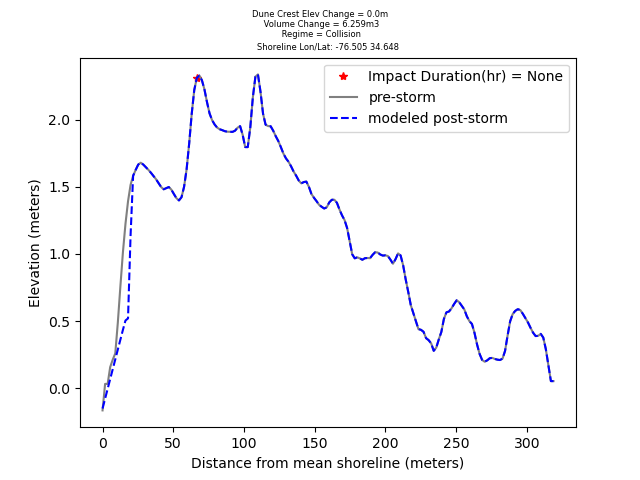 Dune Crest Elev Change = 0.0m
Volume Change = 6.259m3
Regime = Collision
Shoreline Lon/Lat: -76.505 34.648
Impact Duration(hr) = None
pre-storm
modeled post-storm
Elevation (meters)
2.0
1.5
1.0
0.5
0.0
0 50 100 150 200 250 300
Distance from mean shoreline (meters)